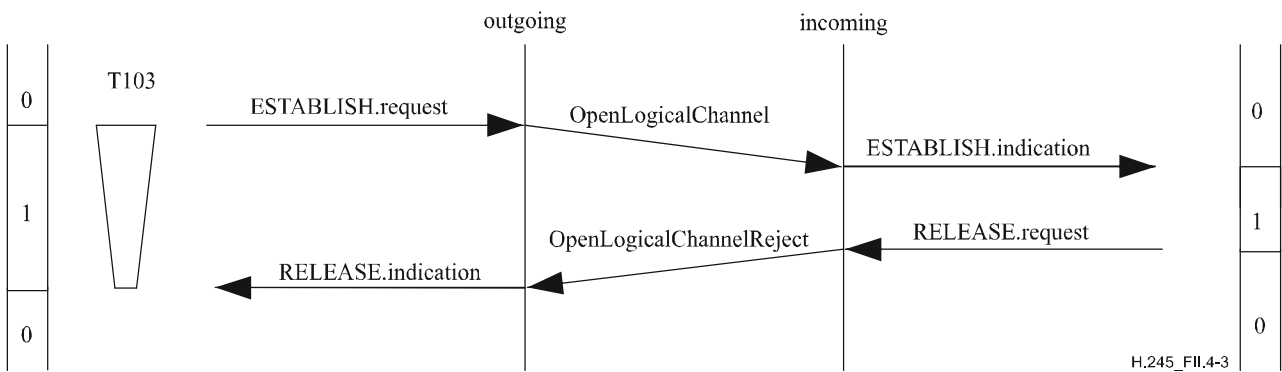 outgoing
incoming
T103
0
0
ESTABLISH.request
OpenLogicalChannel
ESTABLISH.indication
1
1
OpenLogicalChannelReject
RELEASE.request
RELEASE.indication
0
0
H.245_FII.4-3